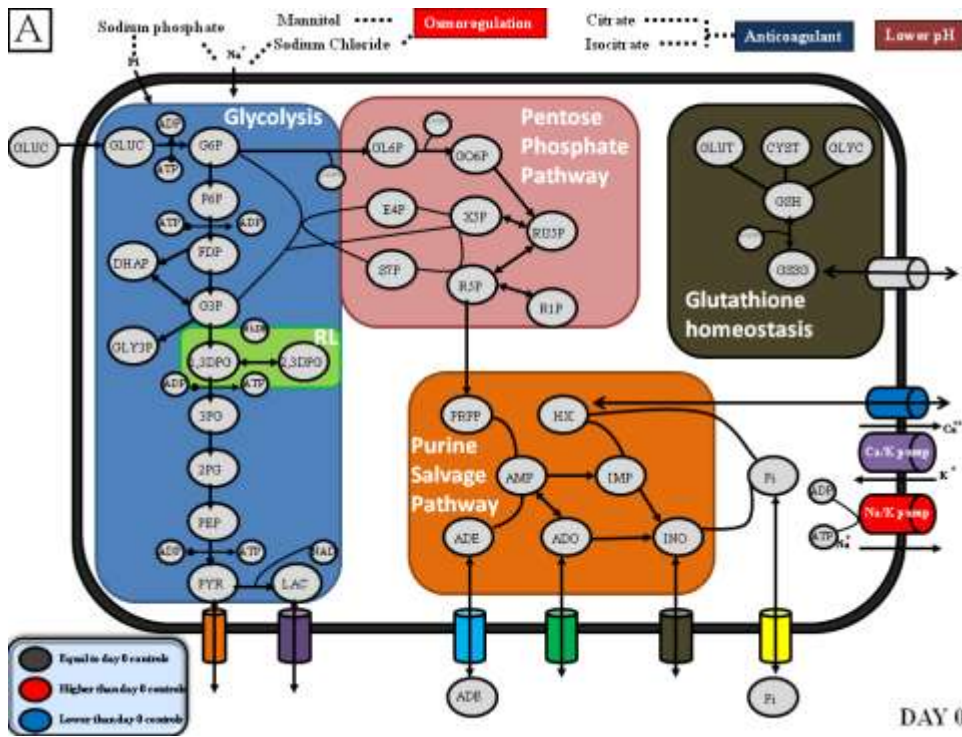 A
Sodium phosphate
Mannitol
Sodium Chloride
Osmoregulation
Citrate
Isocitrate
Anticoagulant
Lower pH
Pi
Na+
Glycolysis
GLUC
GLUC
ADP
ATP
G6P
F6P
ATP
ADP
FDP
DHAP
G3P
GLY3P
NADH
RL
1,3DPG
2,3DPG
ADP
ATP
3PG
2PG
PEP
ADP
ATP
NAD
PYR
LAC
Pentose
Phosphate
Pathway
GL6P
GO6P
E4P
X5P
RU5P
S7P
R5P
R1P
GLUT
CYST
GLYC
GSH
GSSG
Glutathione
homeostasis
PRPP
HX
Purine
Salvage
Pathway
AMP
IMP
ADE
ADO
INO
Pi
Ca++
Ca/K pump
K+
ADP
Na/K pump
ATP
Na+
Equal to day 0 controls
Higher than day 0 controls
Lower than day 0 controls
ADE
Pi
DAY 0